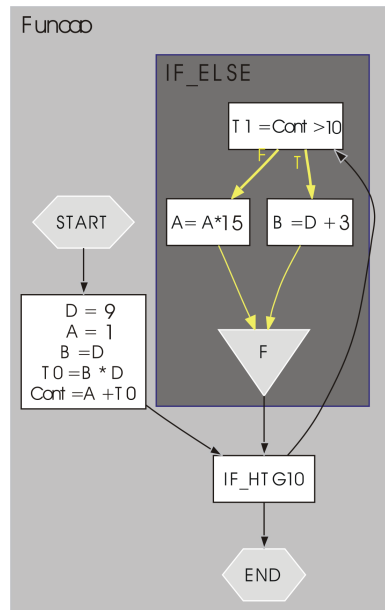 Funcao
IF_ELSE
T1 =Cont >10
F
T
START
A= A*15
B =D +3
D = 9
A = 1
B =D
T0 =B * D
Cont =A +T0
F
IF_HTG10
END